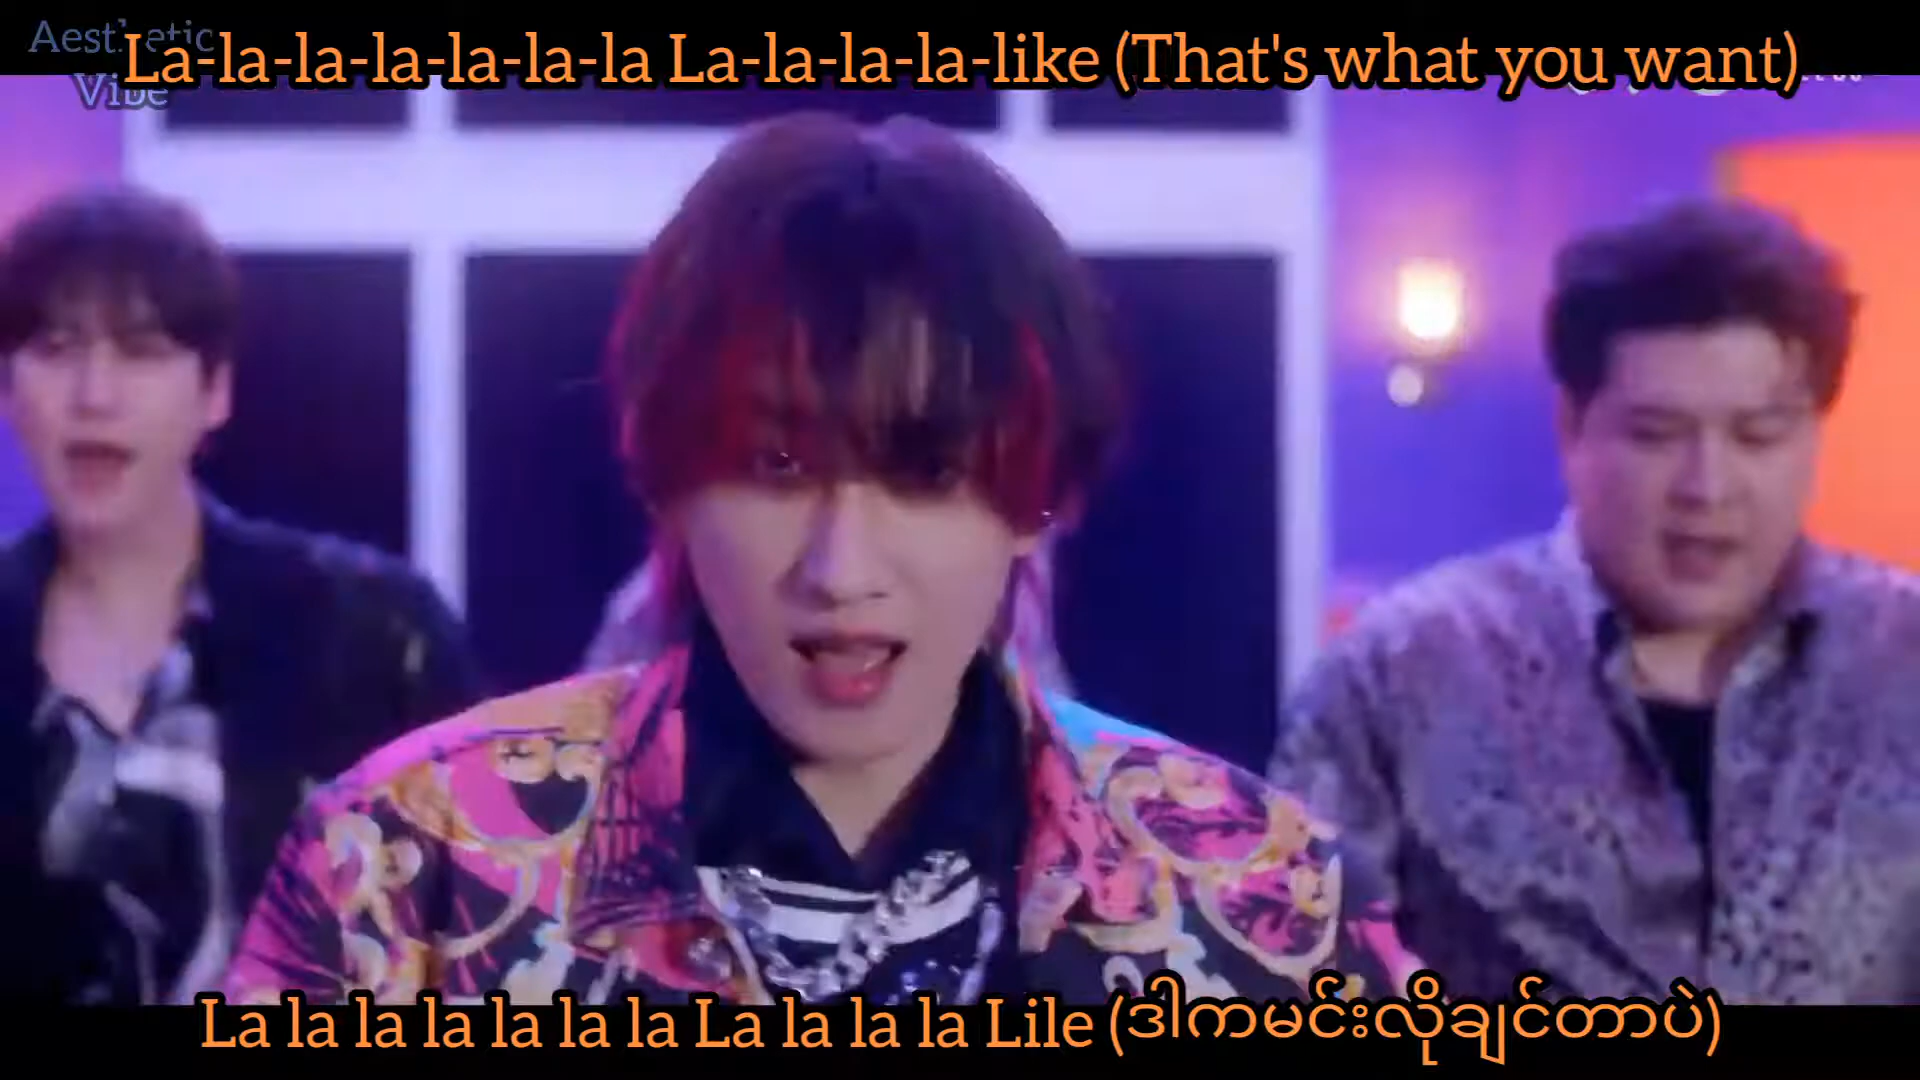 Aesthetic
Vibe
La-la-la-la-la-la-la La-la-la-la-like (That's what you want)
La la la la la la la La la la la Lile (ဒါကမင်းလိုချင်တာပဲ)